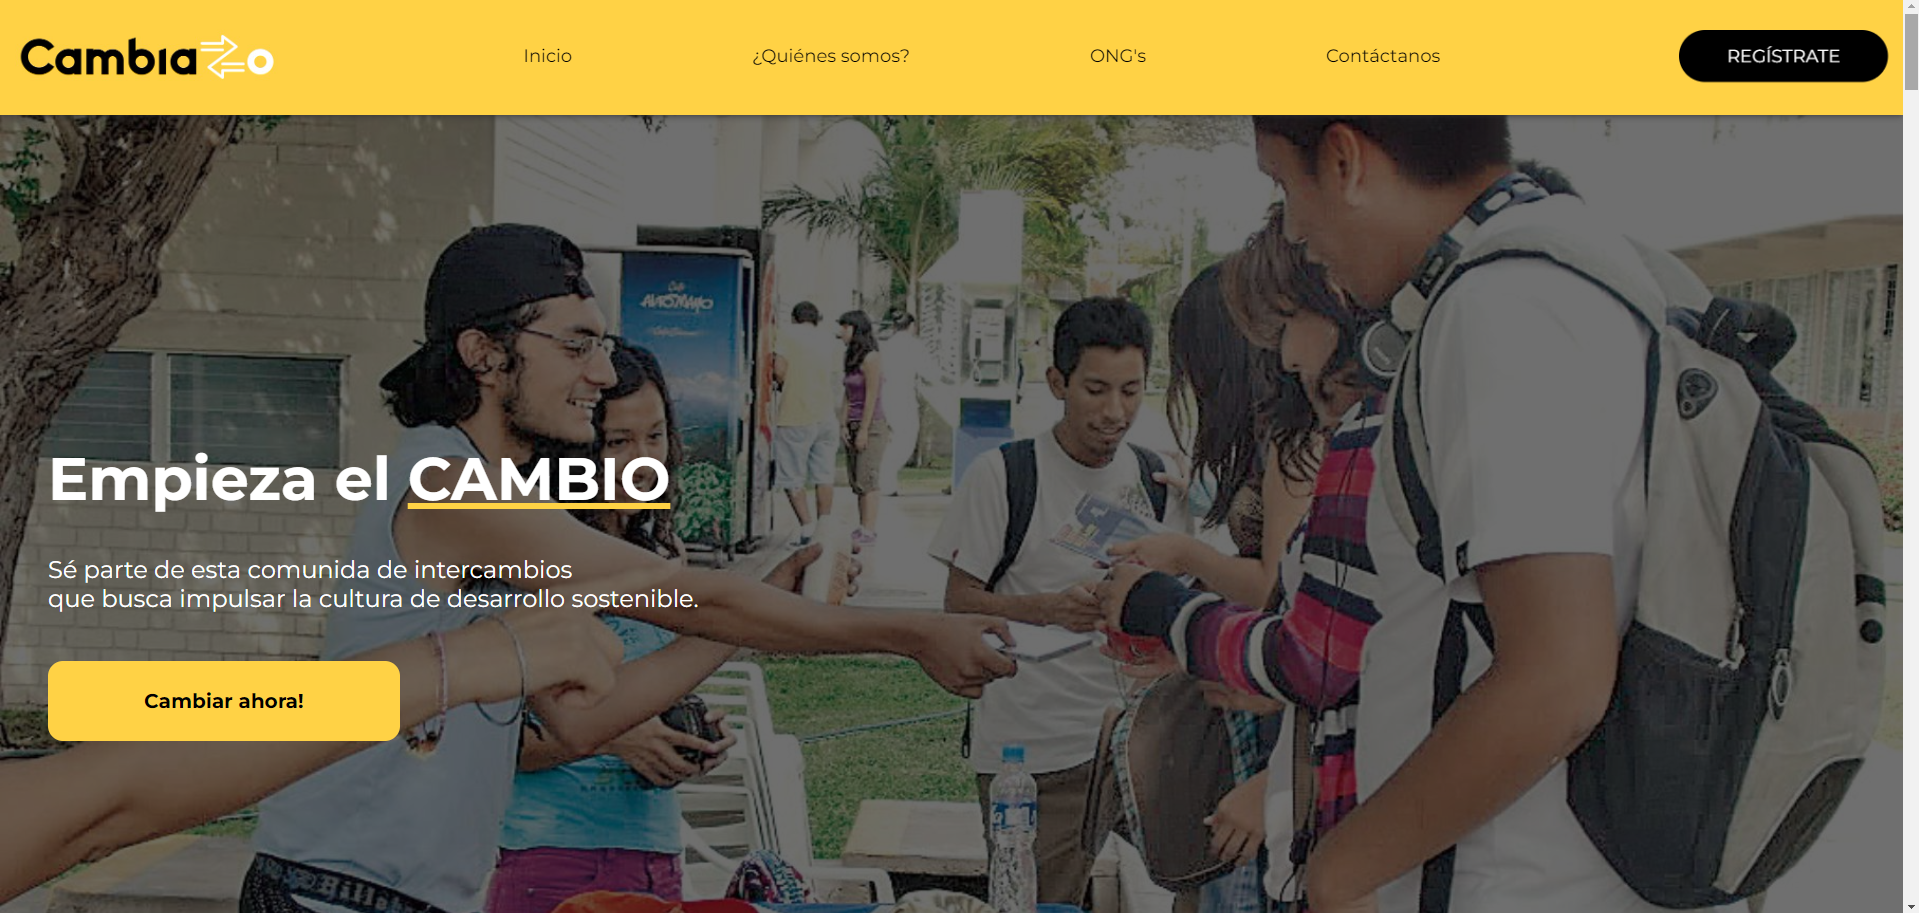 Cambia o
Inicio
¿Quiénes somos?
ONG's
Contáctanos
REGÍSTRATE
Empieza el CAMBIO
Sé parte de esta comunida de intercambios
que busca impulsar la cultura de desarrollo sostenible.
Cambiar ahora!